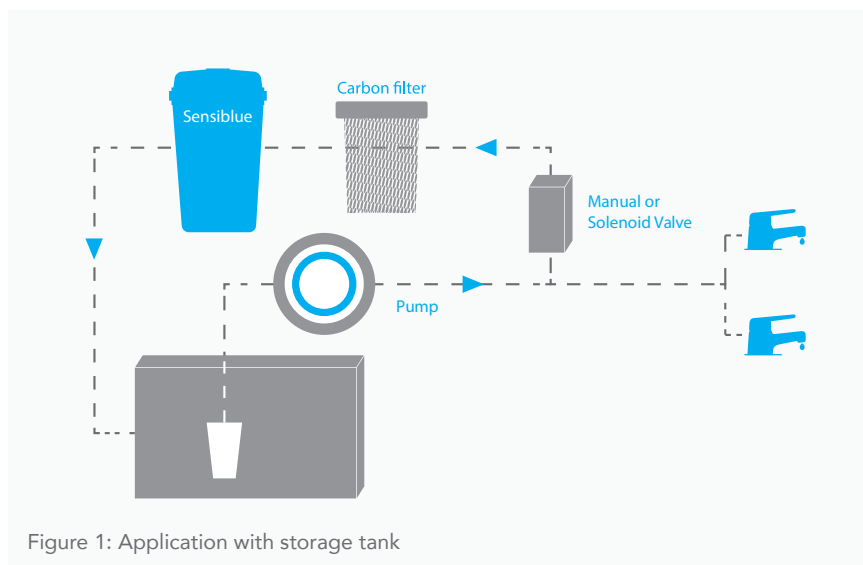 Carbon filter
Sensiblue
Manual or
Solenoid Valve
Pump
Figure 1: Application with storage tank